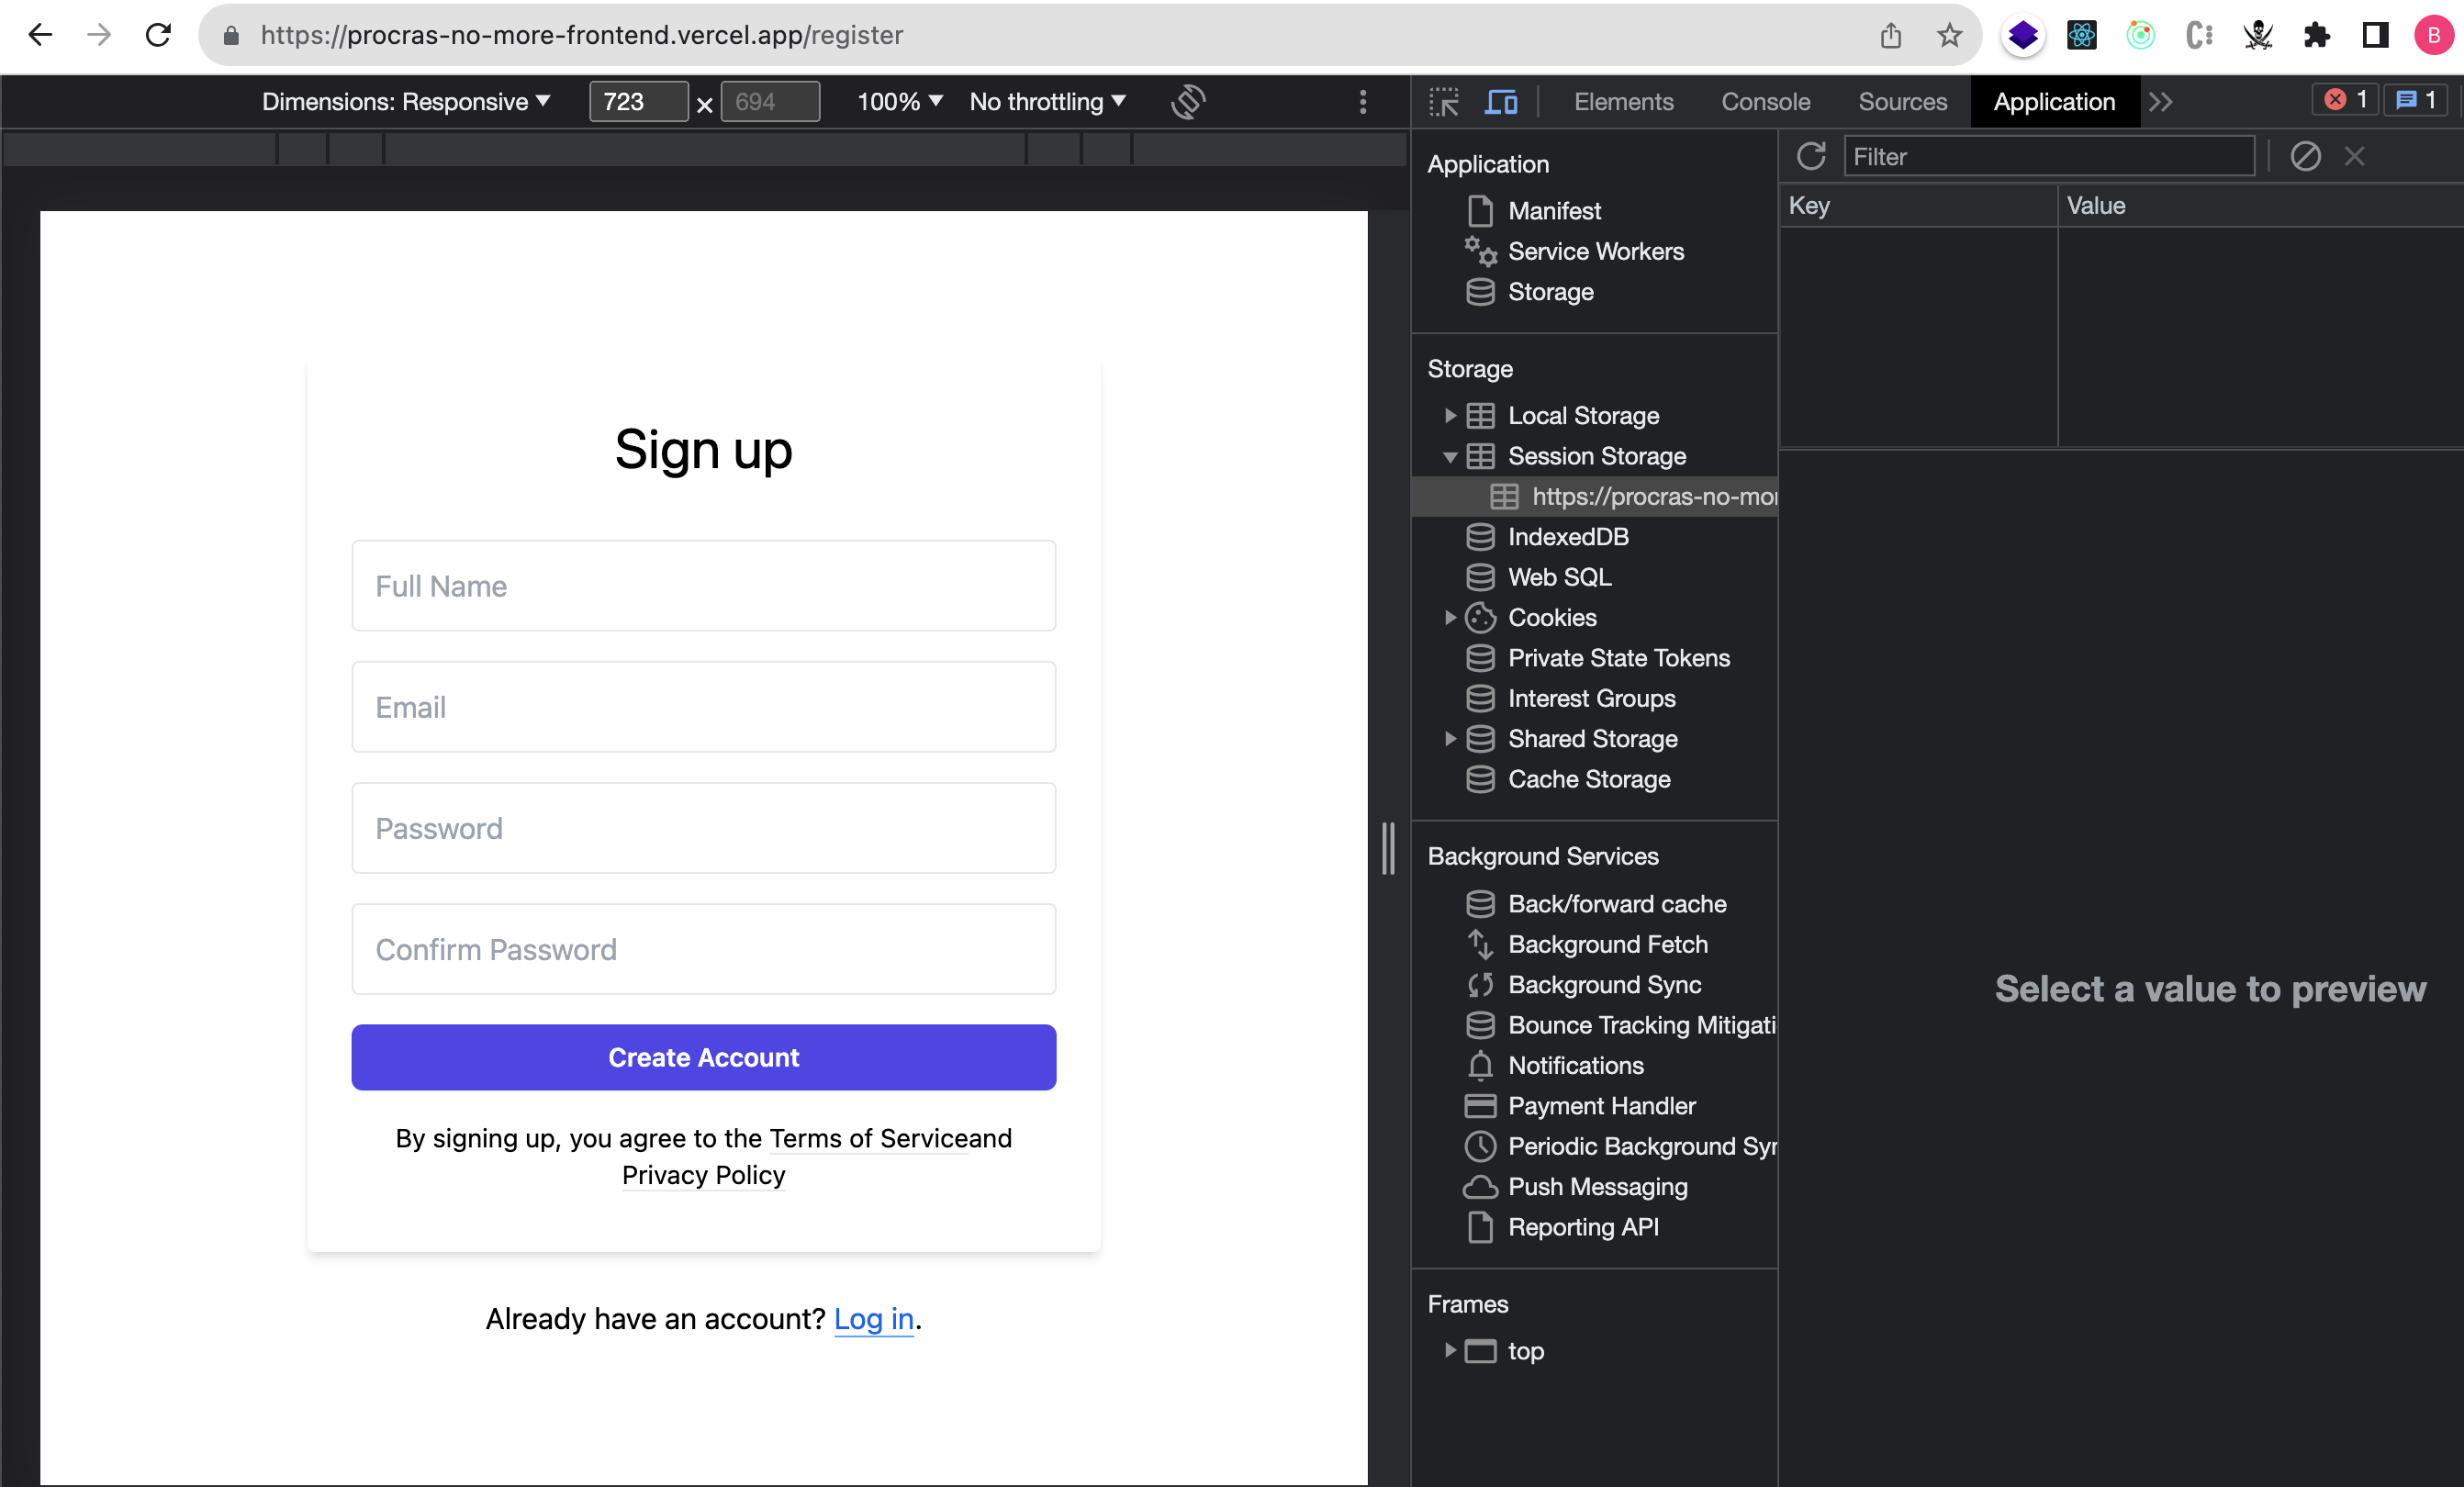 https://procras-no-more-frontend.vercel.app/register
B
Dimensions: Responsive
723 × 694
100%
No throttling
Elements
Console
Sources
Application
1
1
Sign up
Full Name
Email
Password
Confirm Password
Create Account
By signing up, you agree to the Terms of Serviceand
Privacy Policy
Already have an account? Log in.
Application
Manifest
Service Workers
Storage
Storage
Local Storage
Session Storage
https://procras-no-mor
IndexedDB
Web SQL
Cookies
Private State Tokens
Interest Groups
Shared Storage
Cache Storage
Background Services
Back/forward cache
Background Fetch
Background Sync
Bounce Tracking Mitigati
Notifications
Payment Handler
Periodic Background Syn
Push Messaging
Reporting API
Frames
top
Filter
Key
Value
Select a value to preview